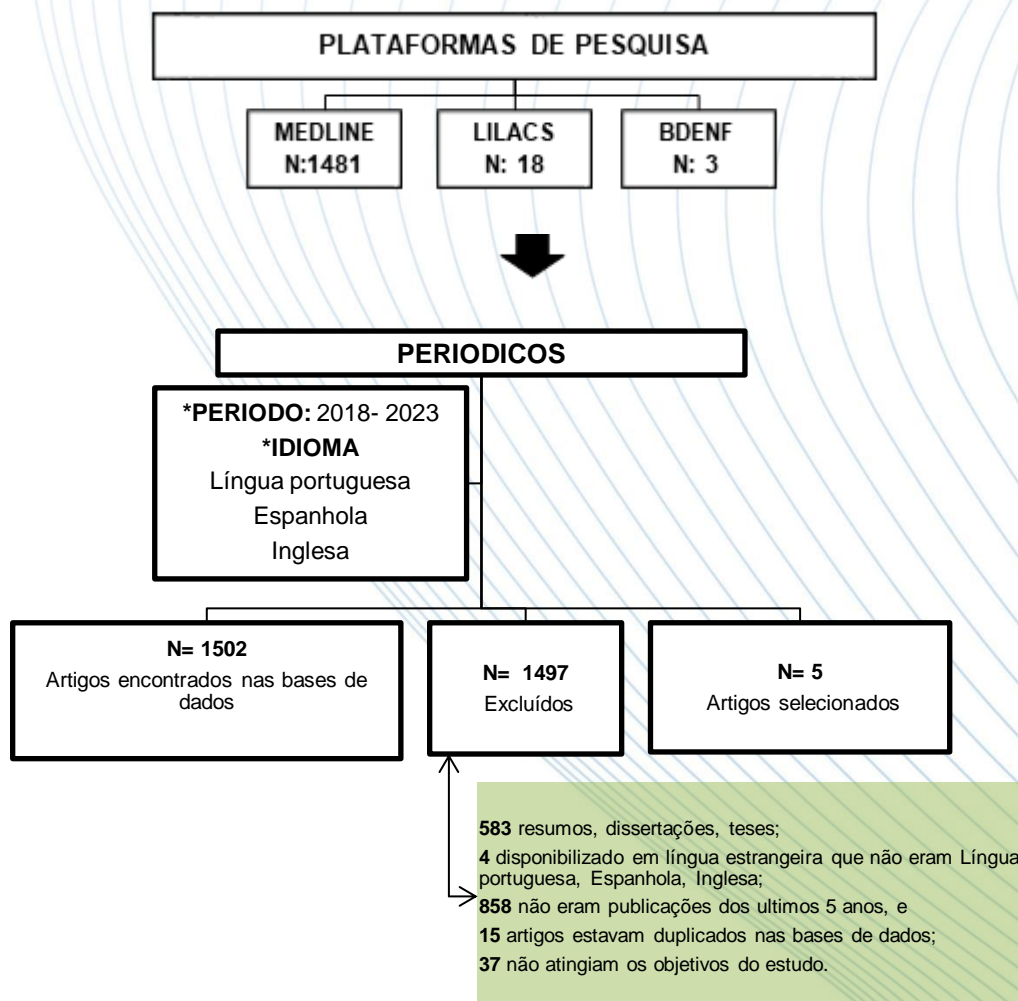 PLATAFORMAS DE PESQUISA
MEDLINE
N:1481
LILACS
N: 18
BDENF
N: 3
PERIODICOS
*PERIODO: 2018- 2023
*IDIOMA
Língua portuguesa
Espanhola
Inglesa
N= 1502
Artigos encontrados nas bases de
dados
N= 1497
Excluídos
N= 5
Artigos selecionados
583 resumos, dissertações, teses;
4 disponibilizado em língua estrangeira que não eram Língua
portuguesa, Espanhola, Inglesa;
858 não eram publicações dos ultimos 5 anos, e
15 artigos estavam duplicados nas bases de dados;
37 não atingiam os objetivos do estudo.